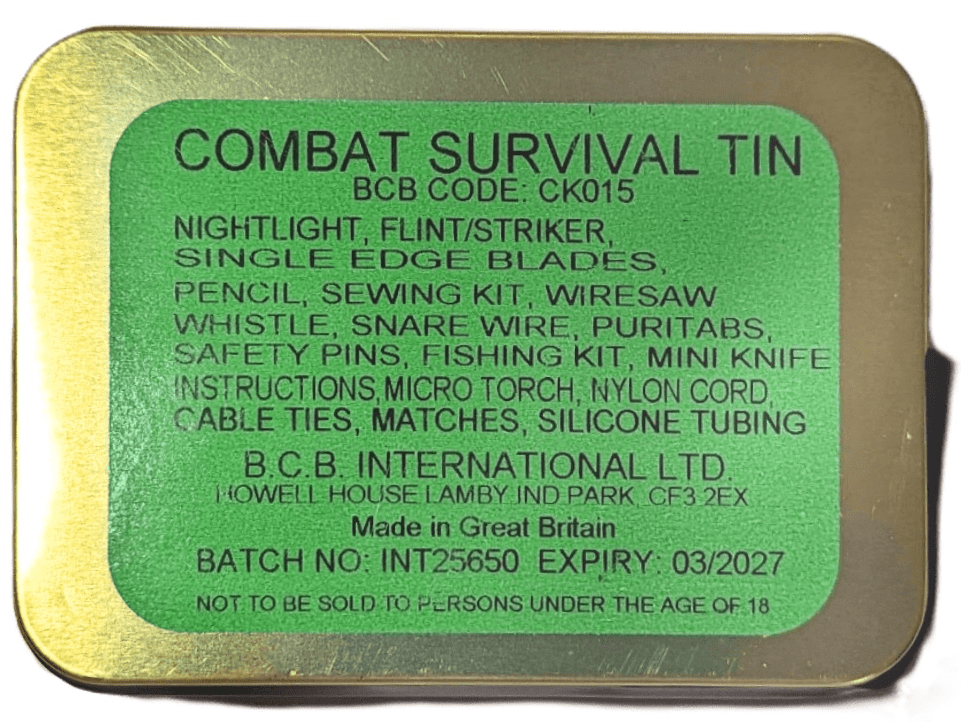 COMBAT SURVIVAL TIN
BCB CODE: CK015
NIGHTLIGHT, FLINT/STRIKER,
SINGLE EDGE BLADES,
PENCIL, SEWING KIT, WIRESAW
WHISTLE, SNARE WIRE, PURITABS,
SAFETY PINS, FISHING KIT, MINI KNIFE
INSTRUCTIONS, MICRO TORCH, NYLON CORD,
CABLE TIES, MATCHES, SILICONE TUBING
B.C.B. INTERNATIONAL LTD.
HOWELL HOUSE LAMBY IND PARK, CF3 2EX
Made in Great Britain
BATCH NO: INT25650 EXPIRY: 03/2027
NOT TO BE SOLD TO PERSONS UNDER THE AGE OF 18